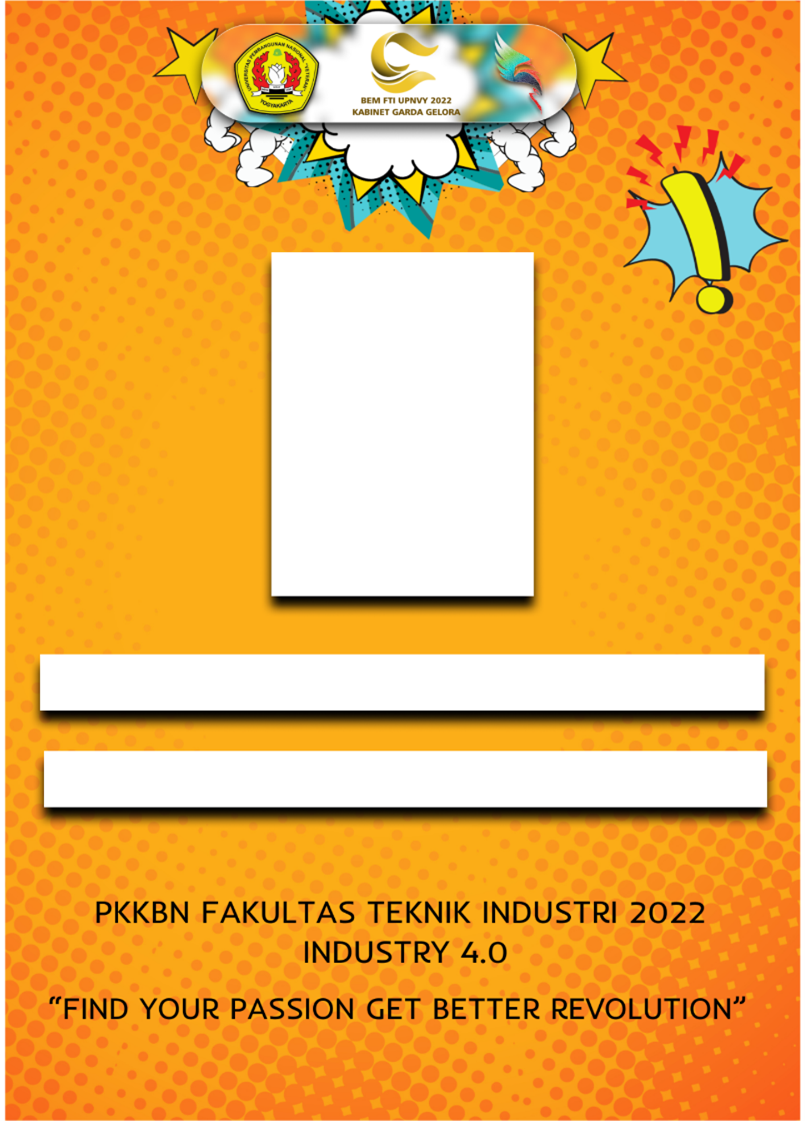 UNIVERSITAS PEMBANGUNAN NASIONAL "VETERAN"
YOGYAKARTA
BEM FTI UPNVY 2022
KABINET GARDA GELORA
PKKBN FAKULTAS TEKNIK INDUSTRI 2022
INDUSTRY 4.0
“FIND YOUR PASSION GET BETTER REVOLUTION”